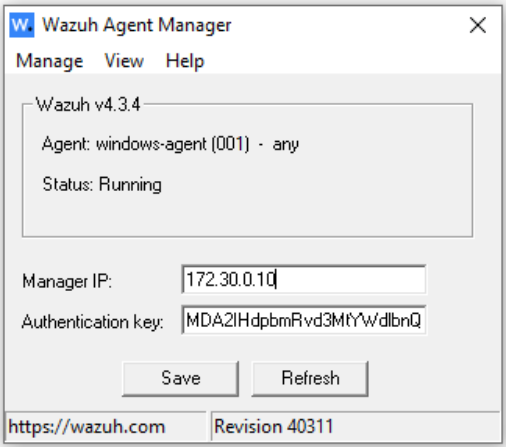 W. Wazuh Agent Manager
Manage View Help
Wazuh v4.3.4
Agent: windows-agent (001) - any
Status: Running
Manager IP: 172.30.0.10
Authentication key: MDA2IHdpbmRvd3MtYWdlbnQ
Save Refresh
https://wazuh.com Revision 40311